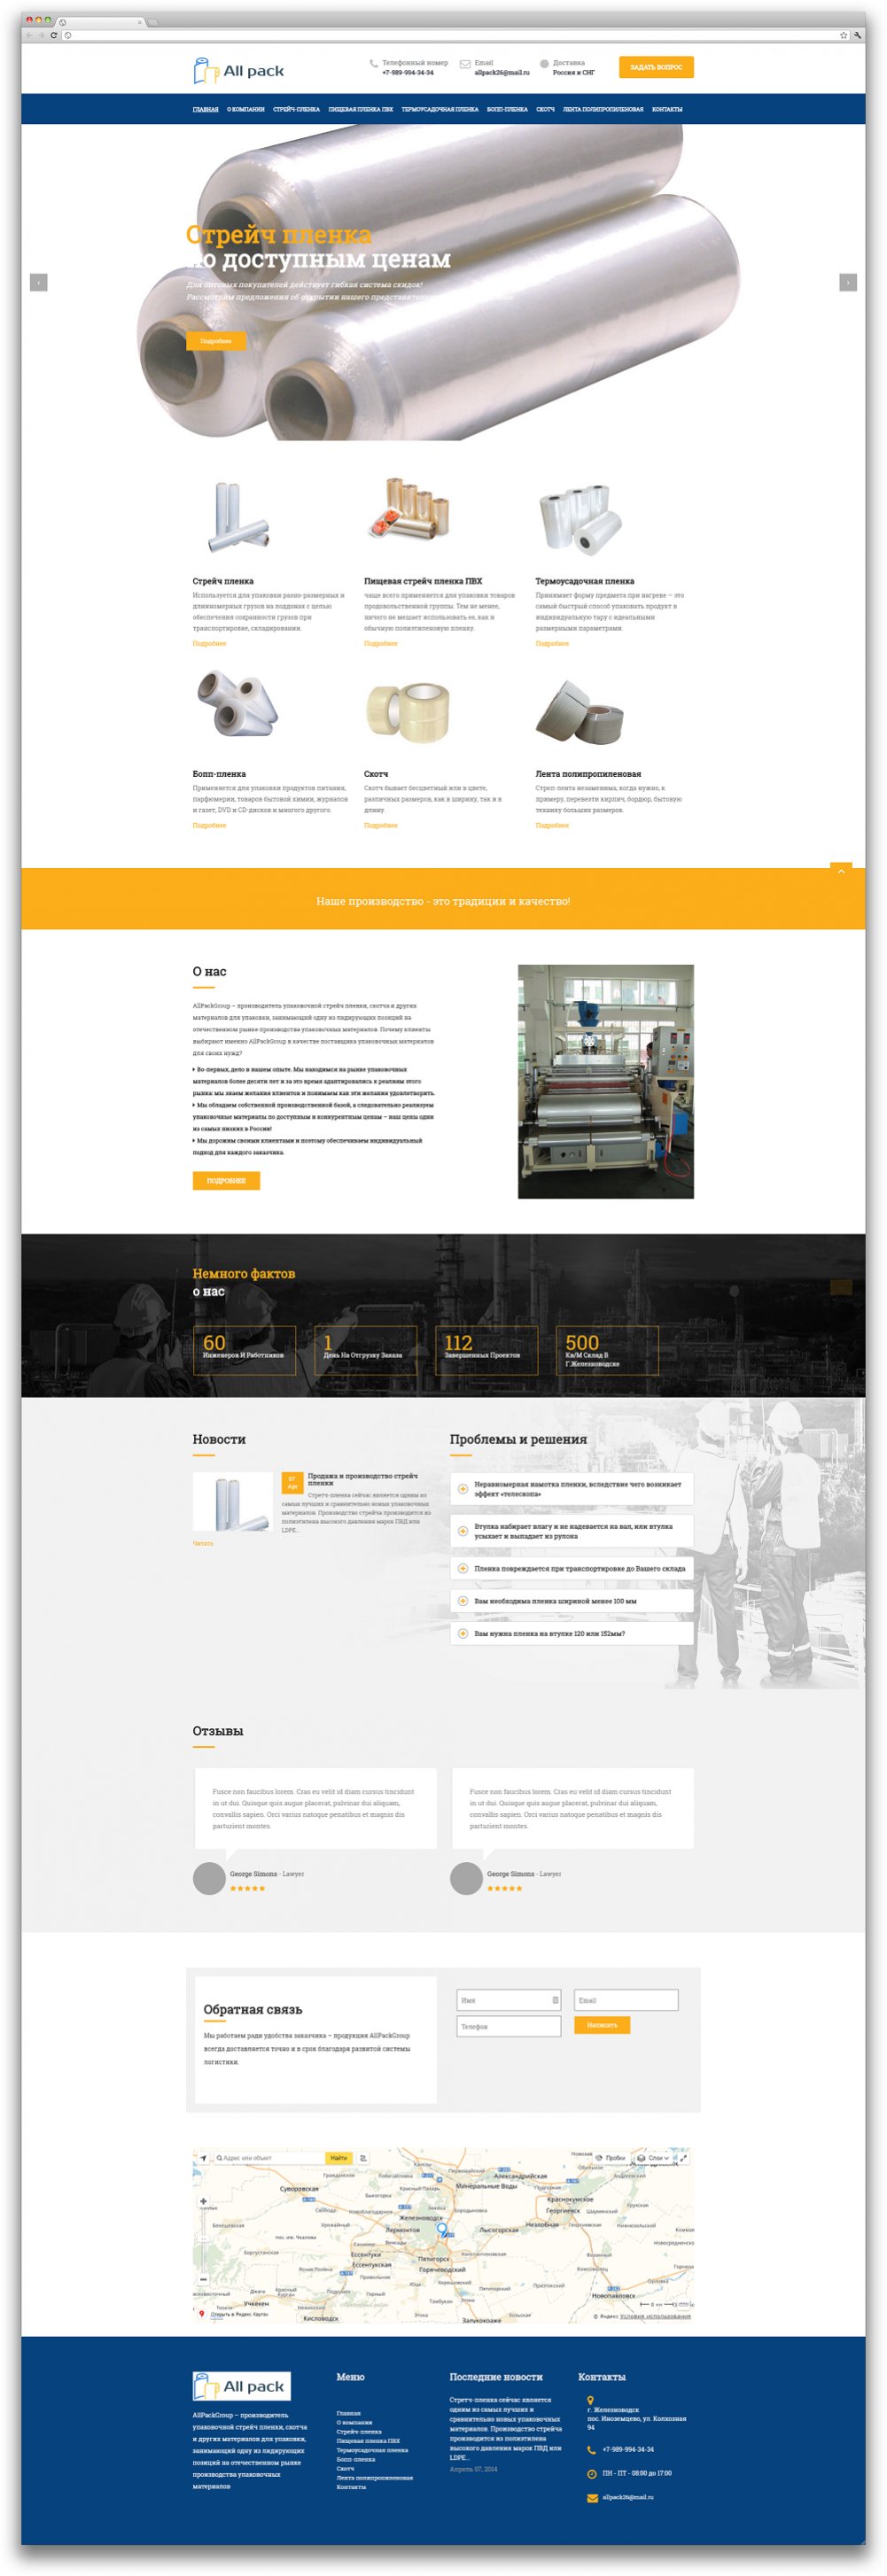 All pack
Телефонный номер
+7-989-994-34-34
Email
allpack26@mail.ru
Доставка
Россия и СНГ
ЗАДАТЬ ВОПРОС
ГЛАВНАЯ О КОМПАНИИ СТРЕЙЧ-ПЛЕНКА ПИЩЕВАЯ ПЛЕНКА ПВХ ТЕРМОУСАДОЧНАЯ ПЛЕНКА БОПП-ПЛЕНКА СКОТЧ ЛЕНТА ПОЛИПРОПИЛЕНОВАЯ КОНТАКТЫ
Стрейч пленка
по доступным ценам
Для оптовых покупателей действует гибкая система скидок!
Рассмотрим предложения об открытии нашего
Подробнее
Стрейч пленка
Используется для упаковки разно-размерных и
длинномерных грузов на поддонах с целью
обеспечения сохранности грузов при
транспортировке, складировании.
Подробнее
Пищевая стрейч пленка ПВХ
чаще всего применяется для упаковки товаров
продовольственной группы. Тем не менее,
ничего не мешает использовать ее, как и
обычную полиэтиленовую пленку.
Подробнее
Термоусадочная пленка
Принимает форму предмета при нагреве – это
самый быстрый способ упаковать продукт в
индивидуальную тару с идеальными
размерными параметрами.
Подробнее
Бопп-пленка
Применяется для упаковки продуктов питания,
парфюмерии, товаров бытовой химии, журналов
и газет, DVD и CD-дисков и многого другого.
Подробнее
Скотч
Скотч бывает бесцветный или в цвете,
различных размеров, как в ширину, так и в
длину.
Подробнее
Лента полипропиленовая
Стреп-лента незаменима, когда нужно, к
примеру, перевезти кирпич, бордюр, бытовую
технику больших размеров.
Подробнее
Наше производство - это традиции и качество!
О нас
AllPackGroup – производитель упаковочной стрейч пленки, скотча и других
материалов для упаковки, занимающий одну из лидирующих позиций на
отечественном рынке производства упаковочных материалов. Почему клиенты
выбирают именно AllPackGroup в качестве поставщика упаковочных материалов
для своих нужд?
Во-первых, дело в нашем опыте. Мы находимся на рынке упаковочных
материалов более десяти лет и за это время адаптировались к реалиям этого
рынка: мы знаем желания клиентов и понимаем как эти желания удовлетворить.
Мы обладаем собственной производственной базой, а следовательно реализуем
упаковочные материалы по доступным и конкурентным ценам – наш цены одни
из самых низких в России!
Мы дорожим своими клиентами и поэтому обеспечиваем индивидуальный
подход для каждого заказчика.
ПОДРОБНЕЕ
Немного фактов
о нас
60
Инженеров И Работников
1
День На Отгрузку Заказа
112
Завершенных Проектов
500
Кв/М Склад В
Г.Железноводске
Новости
07
Apr
Продажа и производство стрейч
пленки
Стретч-пленка сейчас является одним из
самых лучших и сравнительно новых упаковочных
материалов. Производство стрейча производится из
полиэтилена высокого давления марок ПВД или
LDPE...
Читать
Проблемы и решения
Неравномерная намотка пленки, вследствие чего возникает
эффект «телескопа»
Втулка набирает влагу и не надевается на вал, или втулка
усыхает и выпадает из рулона
Пленка повреждается при транспортировке до Вашего склада
Вам необходима пленка шириной менее 100 мм
Вам нужна пленка на втулке 120 или 152мм?
Отзывы
Fusce non faucibus lorem. Cras eu velit id diam cursus tincidunt
in ut dui. Quisque quis augue placerat, pulvinar dui aliquam,
convallis sapien. Orci varius natoque penatibus et magnis dis
parturient montes.
George Simons - Lawyer
Fusce non faucibus lorem. Cras eu velit id diam cursus tincidunt
in ut dui. Quisque quis augue placerat, pulvinar dui aliquam,
convallis sapien. Orci varius natoque penatibus et magnis dis
parturient montes.
George Simons - Lawyer
Обратная связь
Мы работаем ради удобства заказчика – продукция AllPackGroup
всегда доставляется точно и в срок благодаря развитой системы
логистики.
Имя
Email
Телефон
Написать
Адрес или объект
Найти
Пробки
Слои
Суворовская
Минеральные Воды
Александрийская
Краснокумское
Георгиевск
Незлобная
Железноводск
Лермонтов
Лысогорская
Ессентуки
Ессентукская
Пятигорск
Горячеводский
Новопавловск
Учкекен
Кисловодск
Залукокоаже
Открыть в Яндекс.Картах
© Яндекс Условия использования
All pack
AllPackGroup – производитель
упаковочной стрейч пленки, скотча
и других материалов для упаковки,
занимающий одну из лидирующих
позиций на отечественном рынке
производства упаковочных
материалов
Меню
Главная
О компании
Стрейч-пленка
Пищевая пленка ПВХ
Термоусадочная пленка
Бопп-пленка
Скотч
Лента полипропиленовая
Контакты
Последние новости
Стретч-пленка сейчас является
одним из самых лучших и
сравнительно новых упаковочных
материалов. Производство стрейча
производится из полиэтилена
высокого давления марок ПВД или
LDPE...
Апрель 07, 2014
Контакты
г. Железноводск
пос. Иноземцево, ул. Колхозная
94
+7-989-994-34-34
ПН - ПТ - 08:00 до 17:00
allpack26@mail.ru